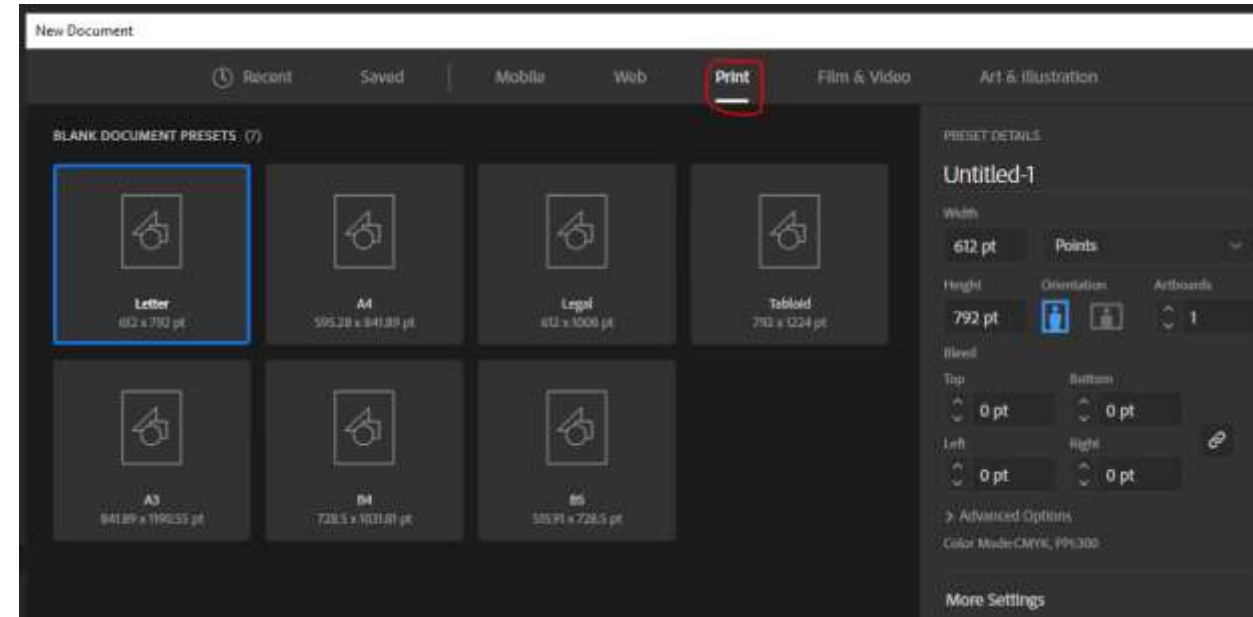 New Document
Recent Saved Mobile Web Print Film & Video Art & Illustration
BLANK DOCUMENT PRESETS (7)
Letter
612 x 792 pt
A4
595.28 x 841.89 pt
Legal
612 x 1008 pt
Tabloid
792 x 1224 pt
A3
841.89 x 1190.55 pt
B4
728.5 x 1031.81 pt
B5
515.91 x 728.5 pt
PRESET DETAILS
Untitled-1
Width
612 pt Points
Height Orientation Artboards
792 pt 1
Bleed
Top Bottom
0 pt 0 pt
Left Right
0 pt 0 pt
> Advanced Options
Color Mode:CMYK, PPI:300
More Settings